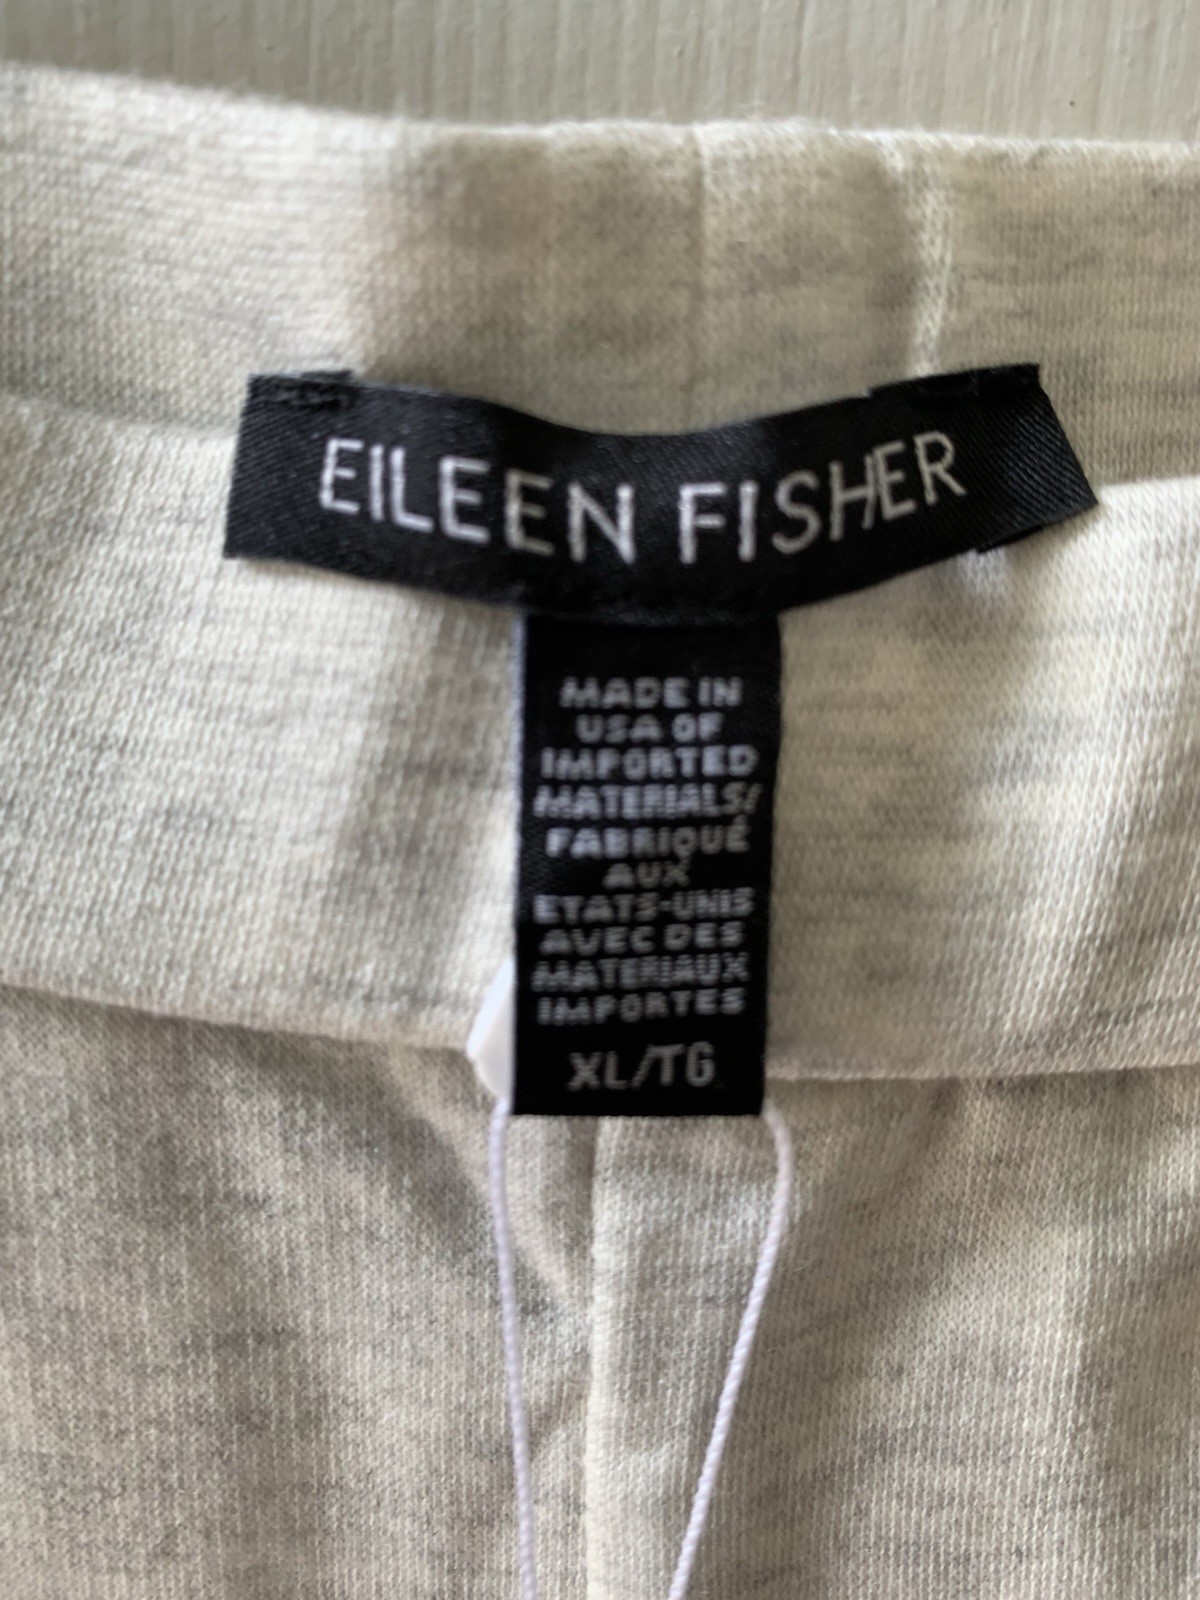 EILEEN FISHER
MADE IN
USA OF
IMPORTED
MATERIALS/
FABRIQUÉ
AUX
ETATS-UNIS
AVEC DES
MATERIAUX
IMPORTES
XL/TG